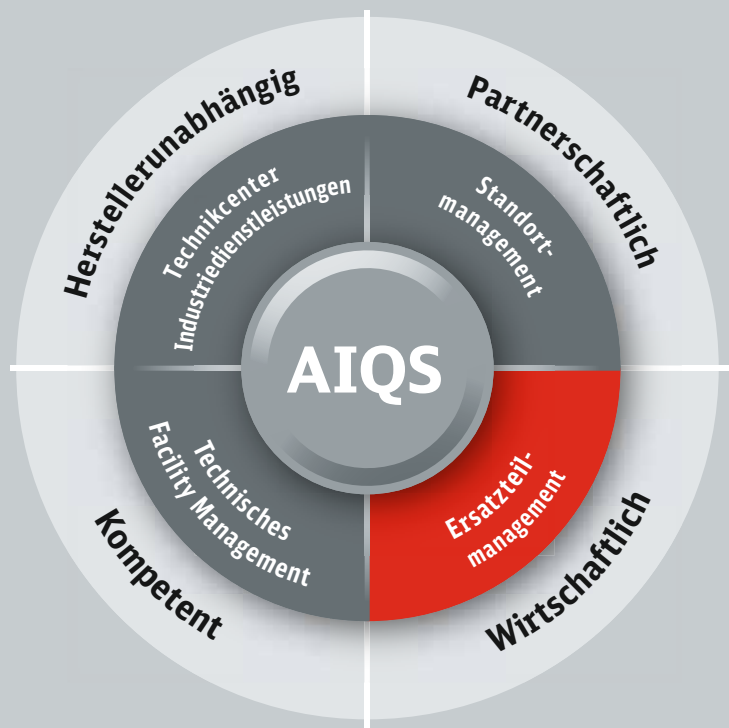 Herstellerunabhängig
Partnerschaftlich
Technikcenter
Industriedienstleistungen
Standort-
management
AIQS
Technisches
Facility Management
Ersatzteil-
management
Kompetent
Wirtschaftlich